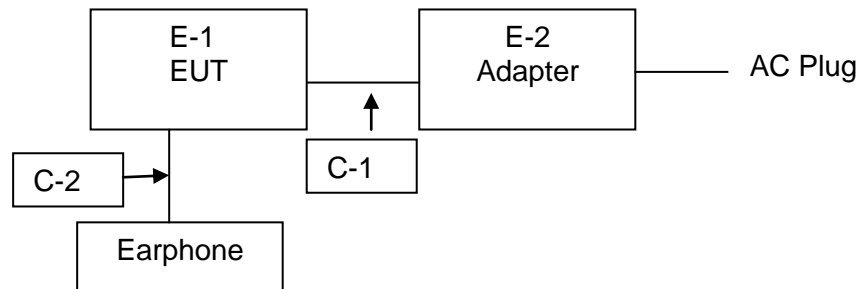 E-1
EUT
E-2
Adapter
AC Plug
C-1
C-2
Earphone